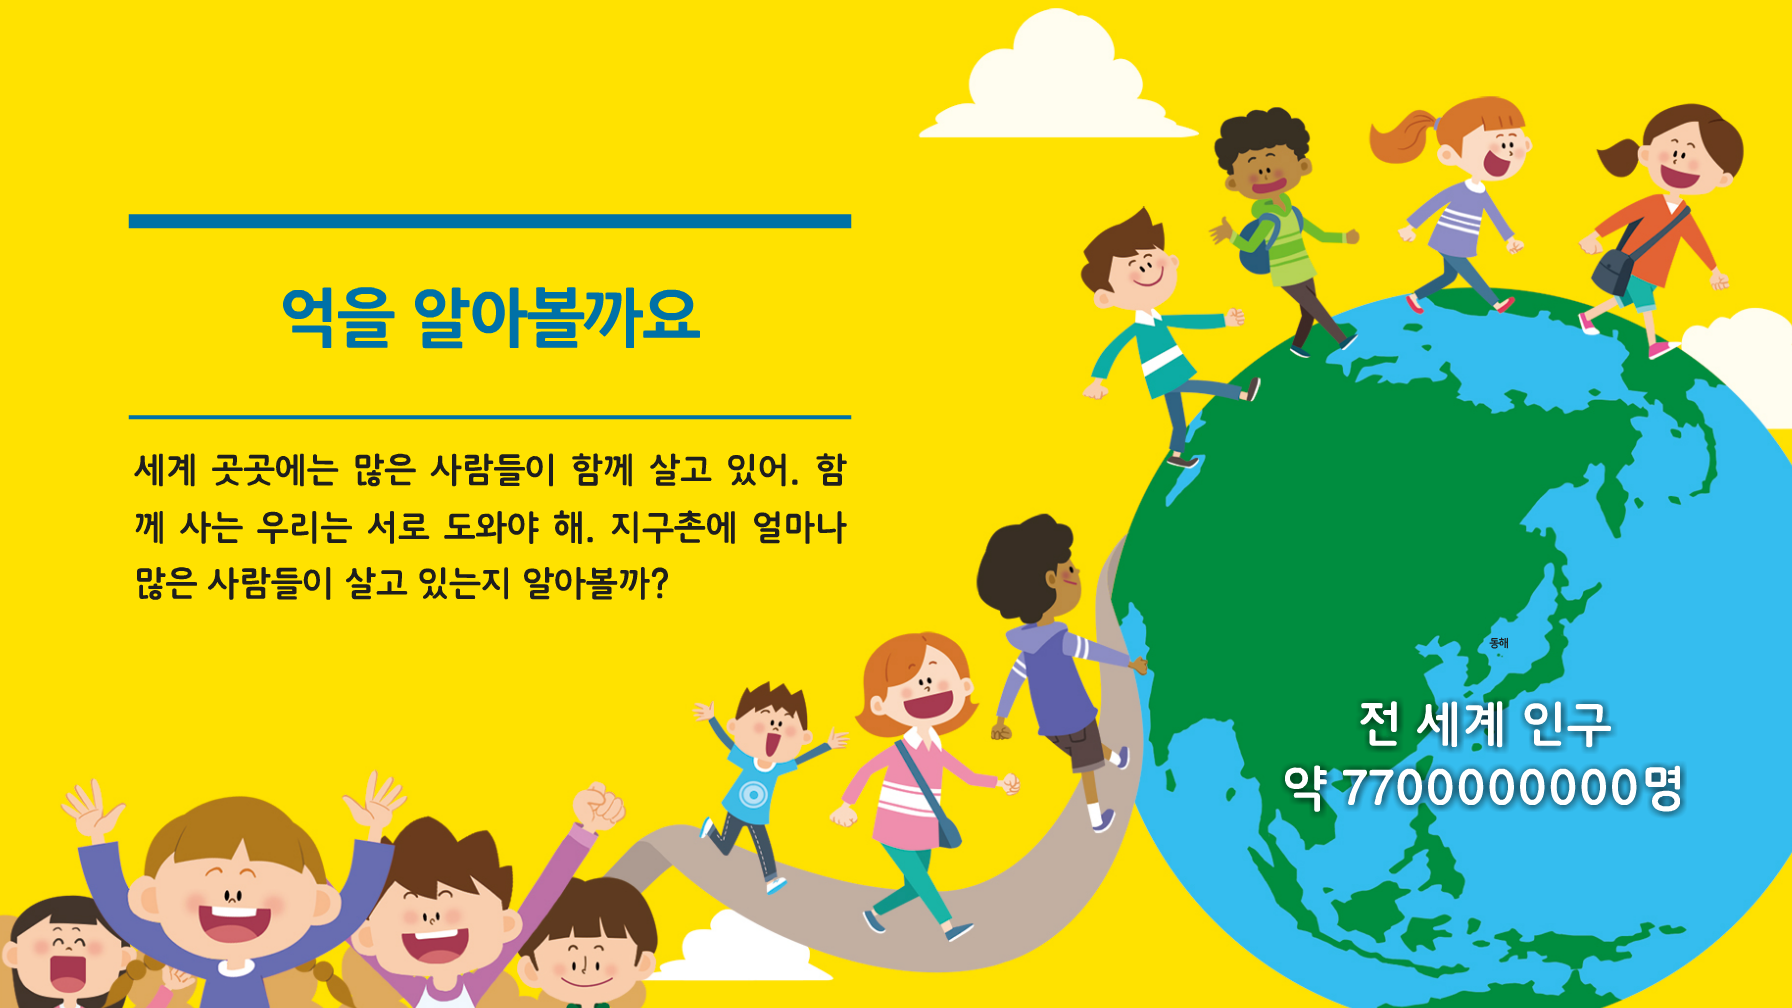 억을 알아볼까요
세계 곳곳에는 많은 사람들이 함께 살고 있어. 함
께 사는 우리는 서로 도와야 해. 지구촌에 얼마나
많은 사람들이 살고 있는지 알아볼까?
동해
전 세계 인구
약 7700000000명